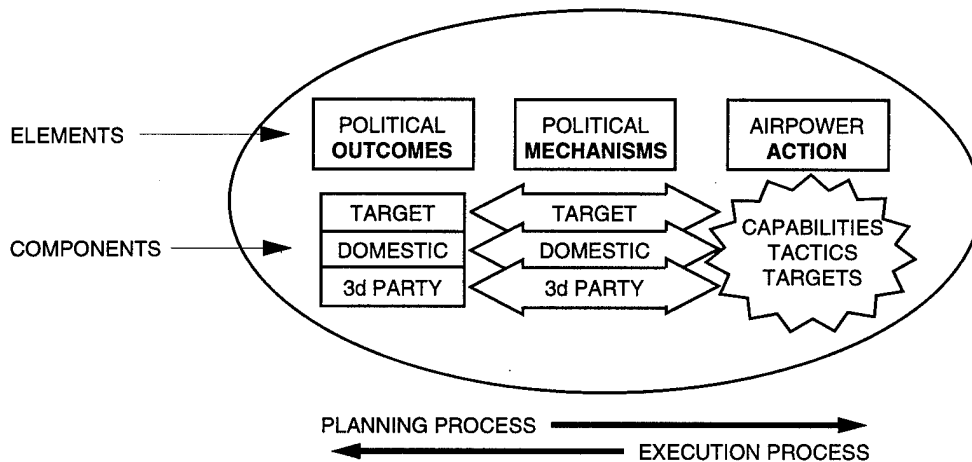 ELEMENTS
POLITICAL
OUTCOMES
POLITICAL
MECHANISMS
AIRPOWER
ACTION
COMPONENTS
TARGET
DOMESTIC
3d PARTY
TARGET
DOMESTIC
3d PARTY
CAPABILITIES
TACTICS
TARGETS
PLANNING PROCESS
EXECUTION PROCESS